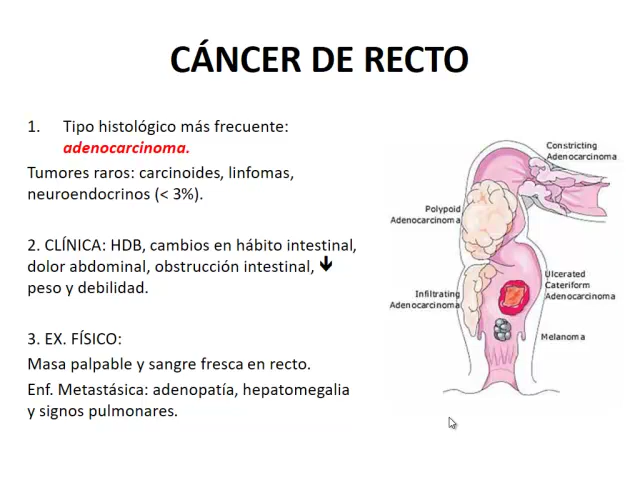 CÁNCER DE RECTO
1. Tipo histológico más frecuente:
adenocarcinoma.
Tumores raros: carcinoides, linfomas,
neuroendocrinos (< 3%).
2. CLÍNICA: HDB, cambios en hábito intestinal,
dolor abdominal, obstrucción intestinal, 🡻
peso y debilidad.
3. EX. FÍSICO:
Masa palpable y sangre fresca en recto.
Enf. Metastásica: adenopatía, hepatomegalia
y signos pulmonares.
Constricting
Adenocarcinoma
Polypoid
Adenocarcinoma
Ulcerated
Cateriform
Adenocarcinoma
Infiltrating
Adenocarcinoma
Melanoma